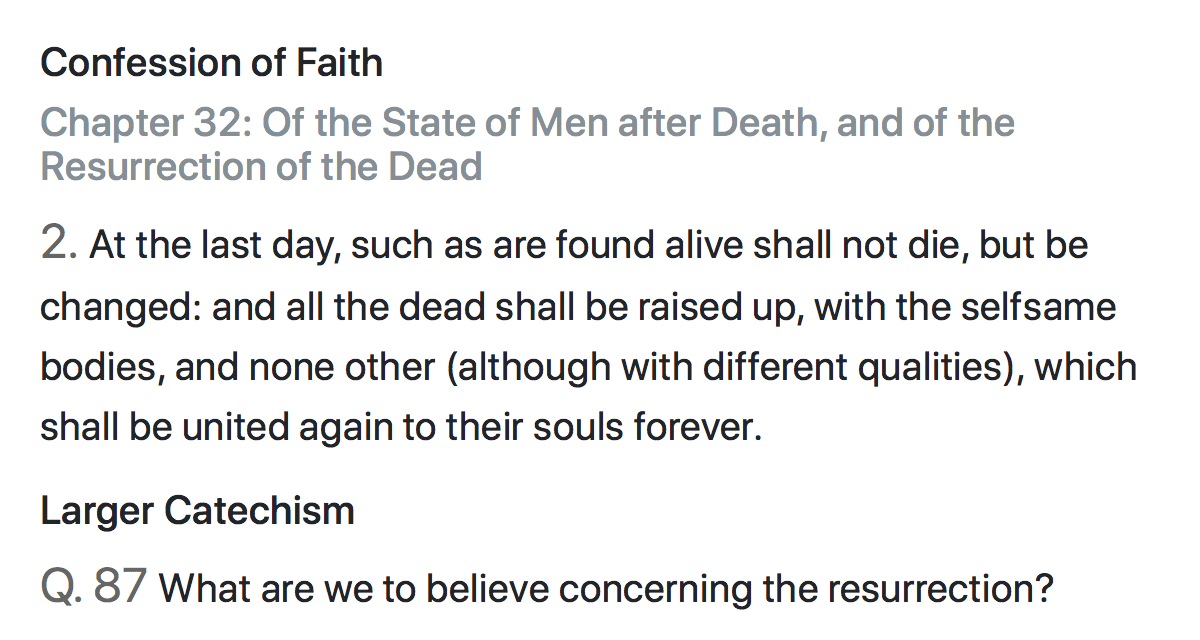 Confession of Faith
Chapter 32: Of the State of Men after Death, and of the
Resurrection of the Dead
2. At the last day, such as are found alive shall not die, but be
changed: and all the dead shall be raised up, with the selfsame
bodies, and none other (although with different qualities), which
shall be united again to their souls forever.
Larger Catechism
Q. 87 What are we to believe concerning the resurrection?